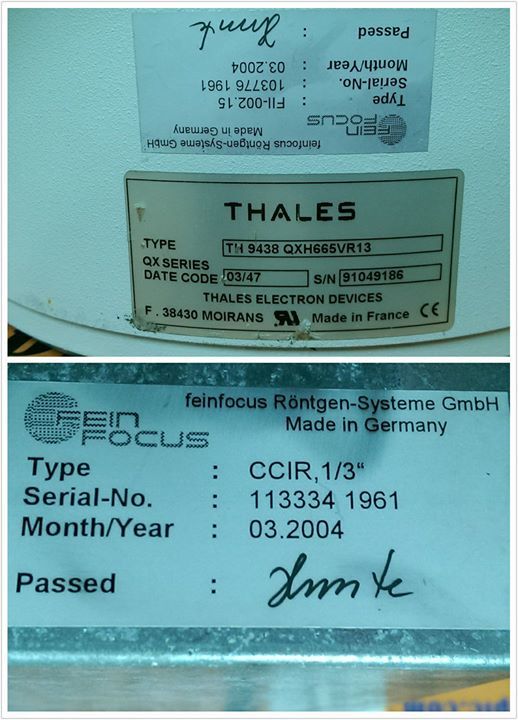 feinfocus Röntgen-Systeme GmbH
Made in Germany
FEIN FOCUS
Type : FII-002.15
Serial-No. : 103776 1961
Month/Year : 03.2004
Passed :
THALES
TYPE TH 9438 QXH665VR13
QX SERIES
DATE CODE 03/47 S/N 91049186
THALES ELECTRON DEVICES
F . 38430 MOIRANS Made in France CE
FEIN FOCUS
feinfocus Röntgen-Systeme GmbH
Made in Germany
Type : CCIR,1/3“
Serial-No. : 113334 1961
Month/Year : 03.2004
Passed :